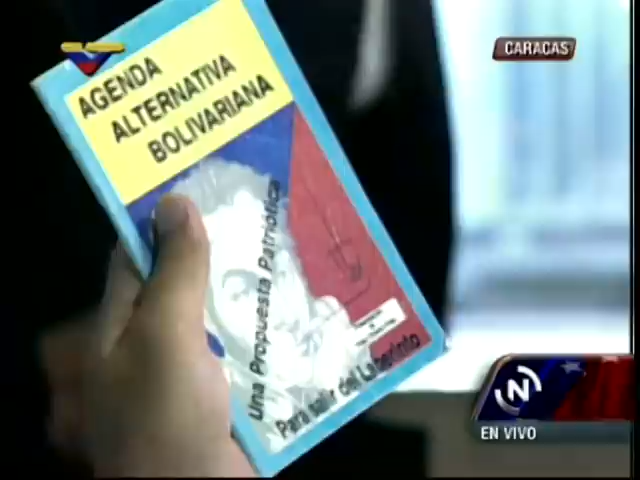 CARACAS
AGENDA
ALTERNATIVA
BOLIVARIANA
Una Propuesta Patriótica
Para salir del Laberinto
N
EN VIVO